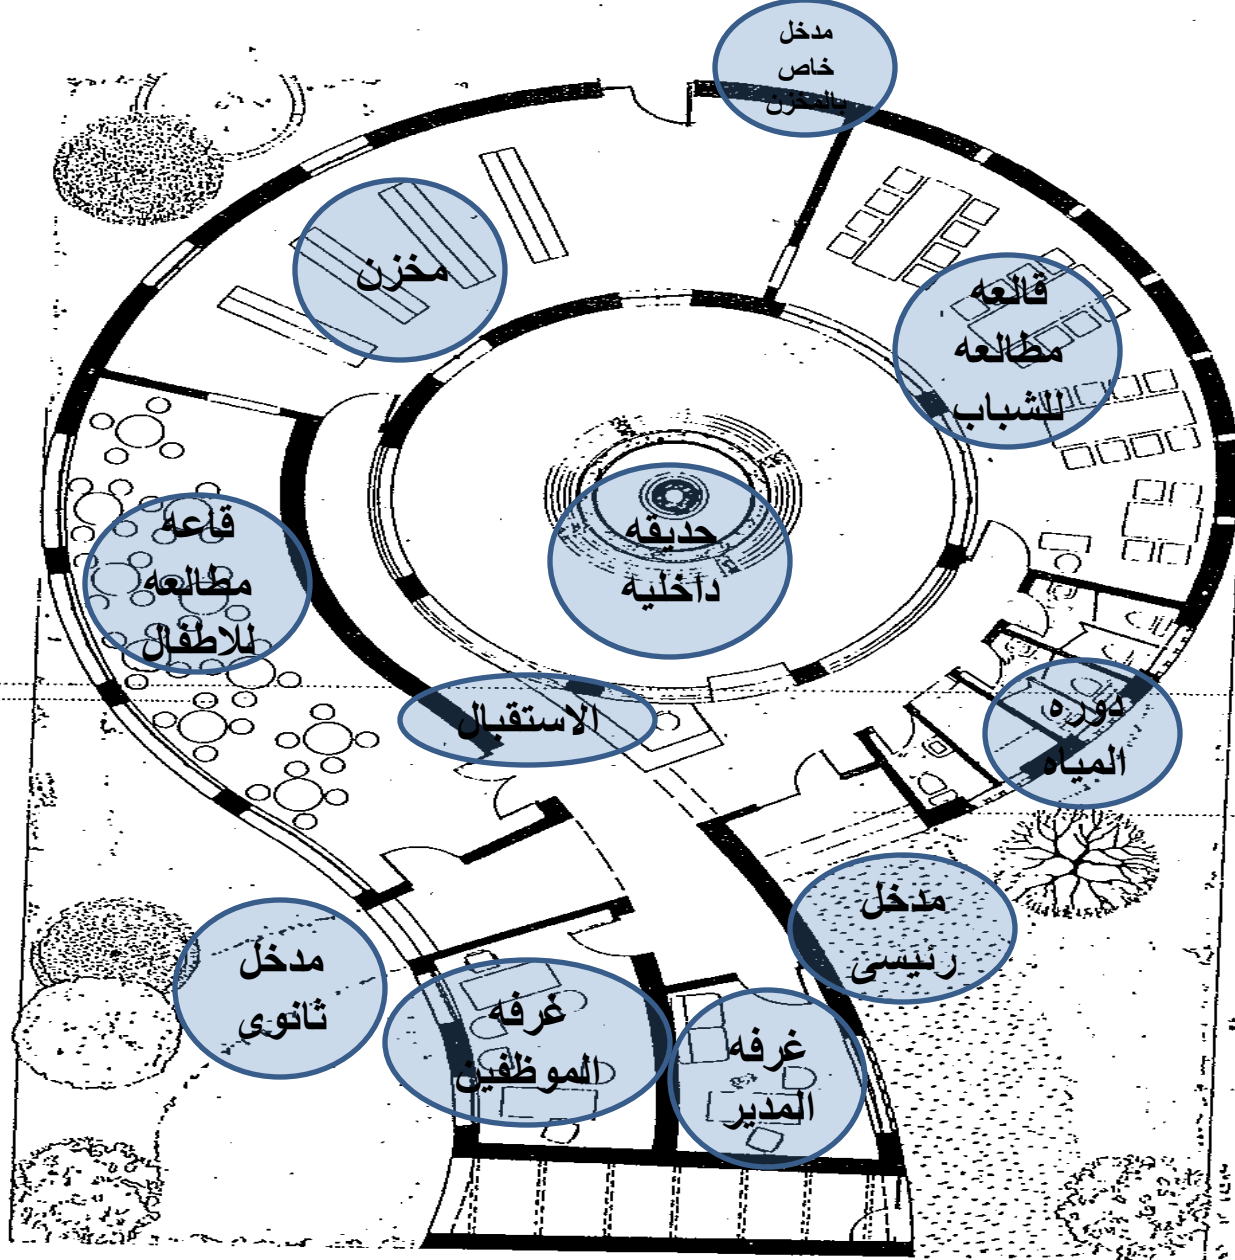 مدخل
خاص
بالمخزن
مخزن
قالعه
مطالعه
للشباب
قاعه
مطالعه
للاطفال
حديقه
داخليه
الاستقبال
دوره
المياه
مدخل
رئيسى
مدخل
ثانوى
غرفه
الموظفين
غرفه
المدير